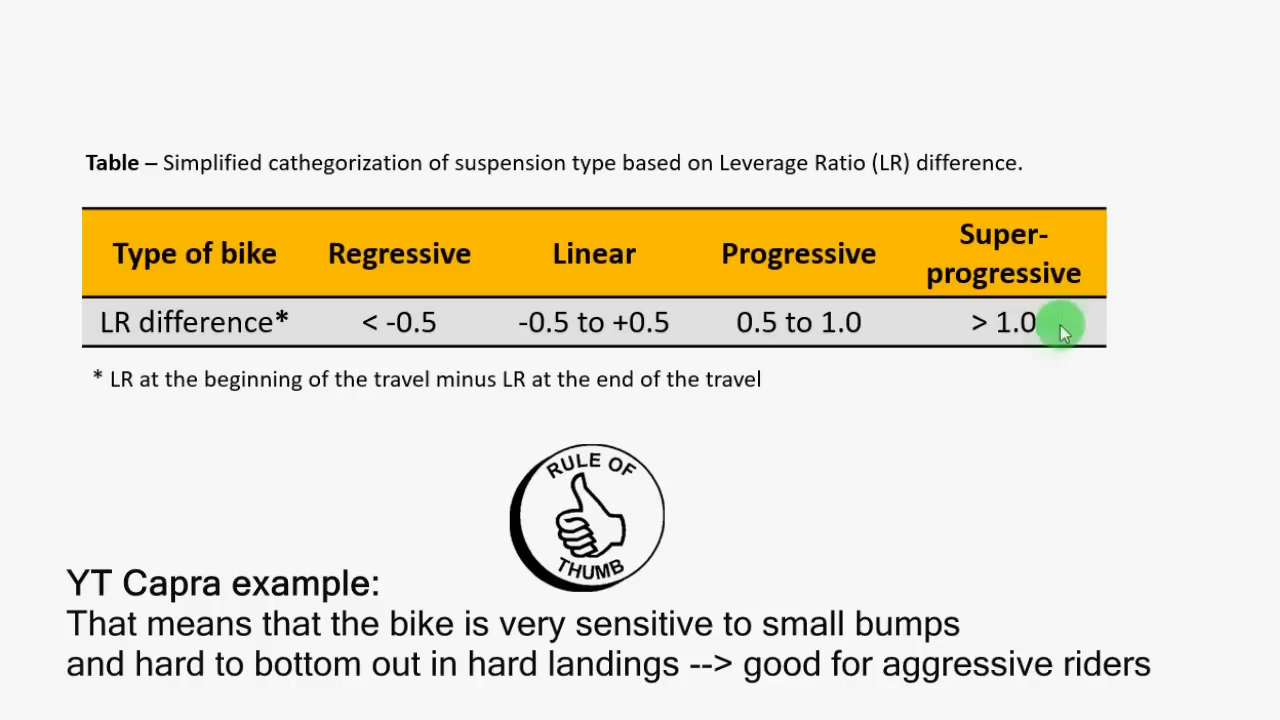 Table – Simplified cathegorization of suspension type based on Leverage Ratio (LR) difference.
Type of bike Regressive Linear Progressive Super-progressive
LR difference* < -0.5 -0.5 to +0.5 0.5 to 1.0 > 1.0
* LR at the beginning of the travel minus LR at the end of the travel
RULE OF
THUMB
YT Capra example:
That means that the bike is very sensitive to small bumps
and hard to bottom out in hard landings --> good for aggressive riders